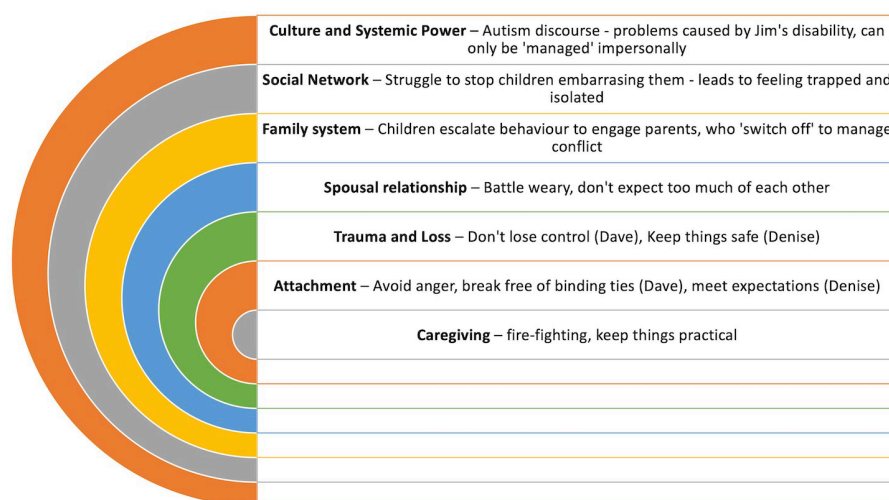 Culture and Systemic Power – Autism discourse - problems caused by Jim's disability, can
only be 'managed' impersonally
Social Network – Struggle to stop children embarrasing them - leads to feeling trapped and
isolated
Family system – Children escalate behaviour to engage parents, who 'switch off' to manage
conflict
Spousal relationship – Battle weary, don't expect too much of each other
Trauma and Loss – Don't lose control (Dave), Keep things safe (Denise)
Attachment – Avoid anger, break free of binding ties (Dave), meet expectations (Denise)
Caregiving – fire-fighting, keep things practical